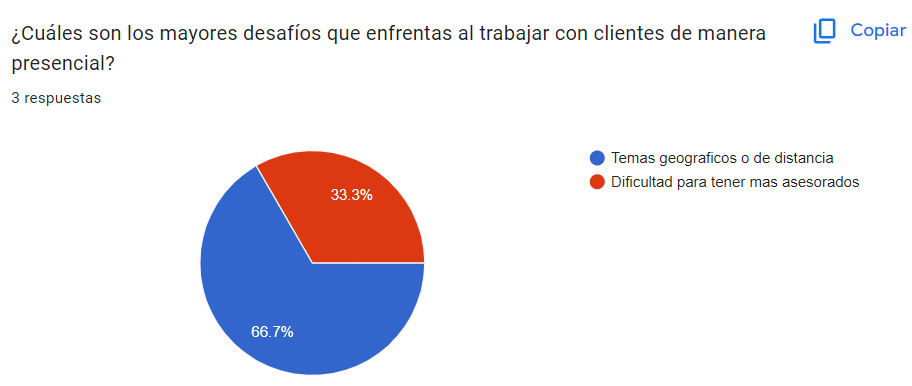 ¿Cuáles son los mayores desafíos que enfrentas al trabajar con clientes de manera
presencial?
Copiar
3 respuestas
Temas geograficos o de distancia
Dificultad para tener mas asesorados
33.3%
66.7%